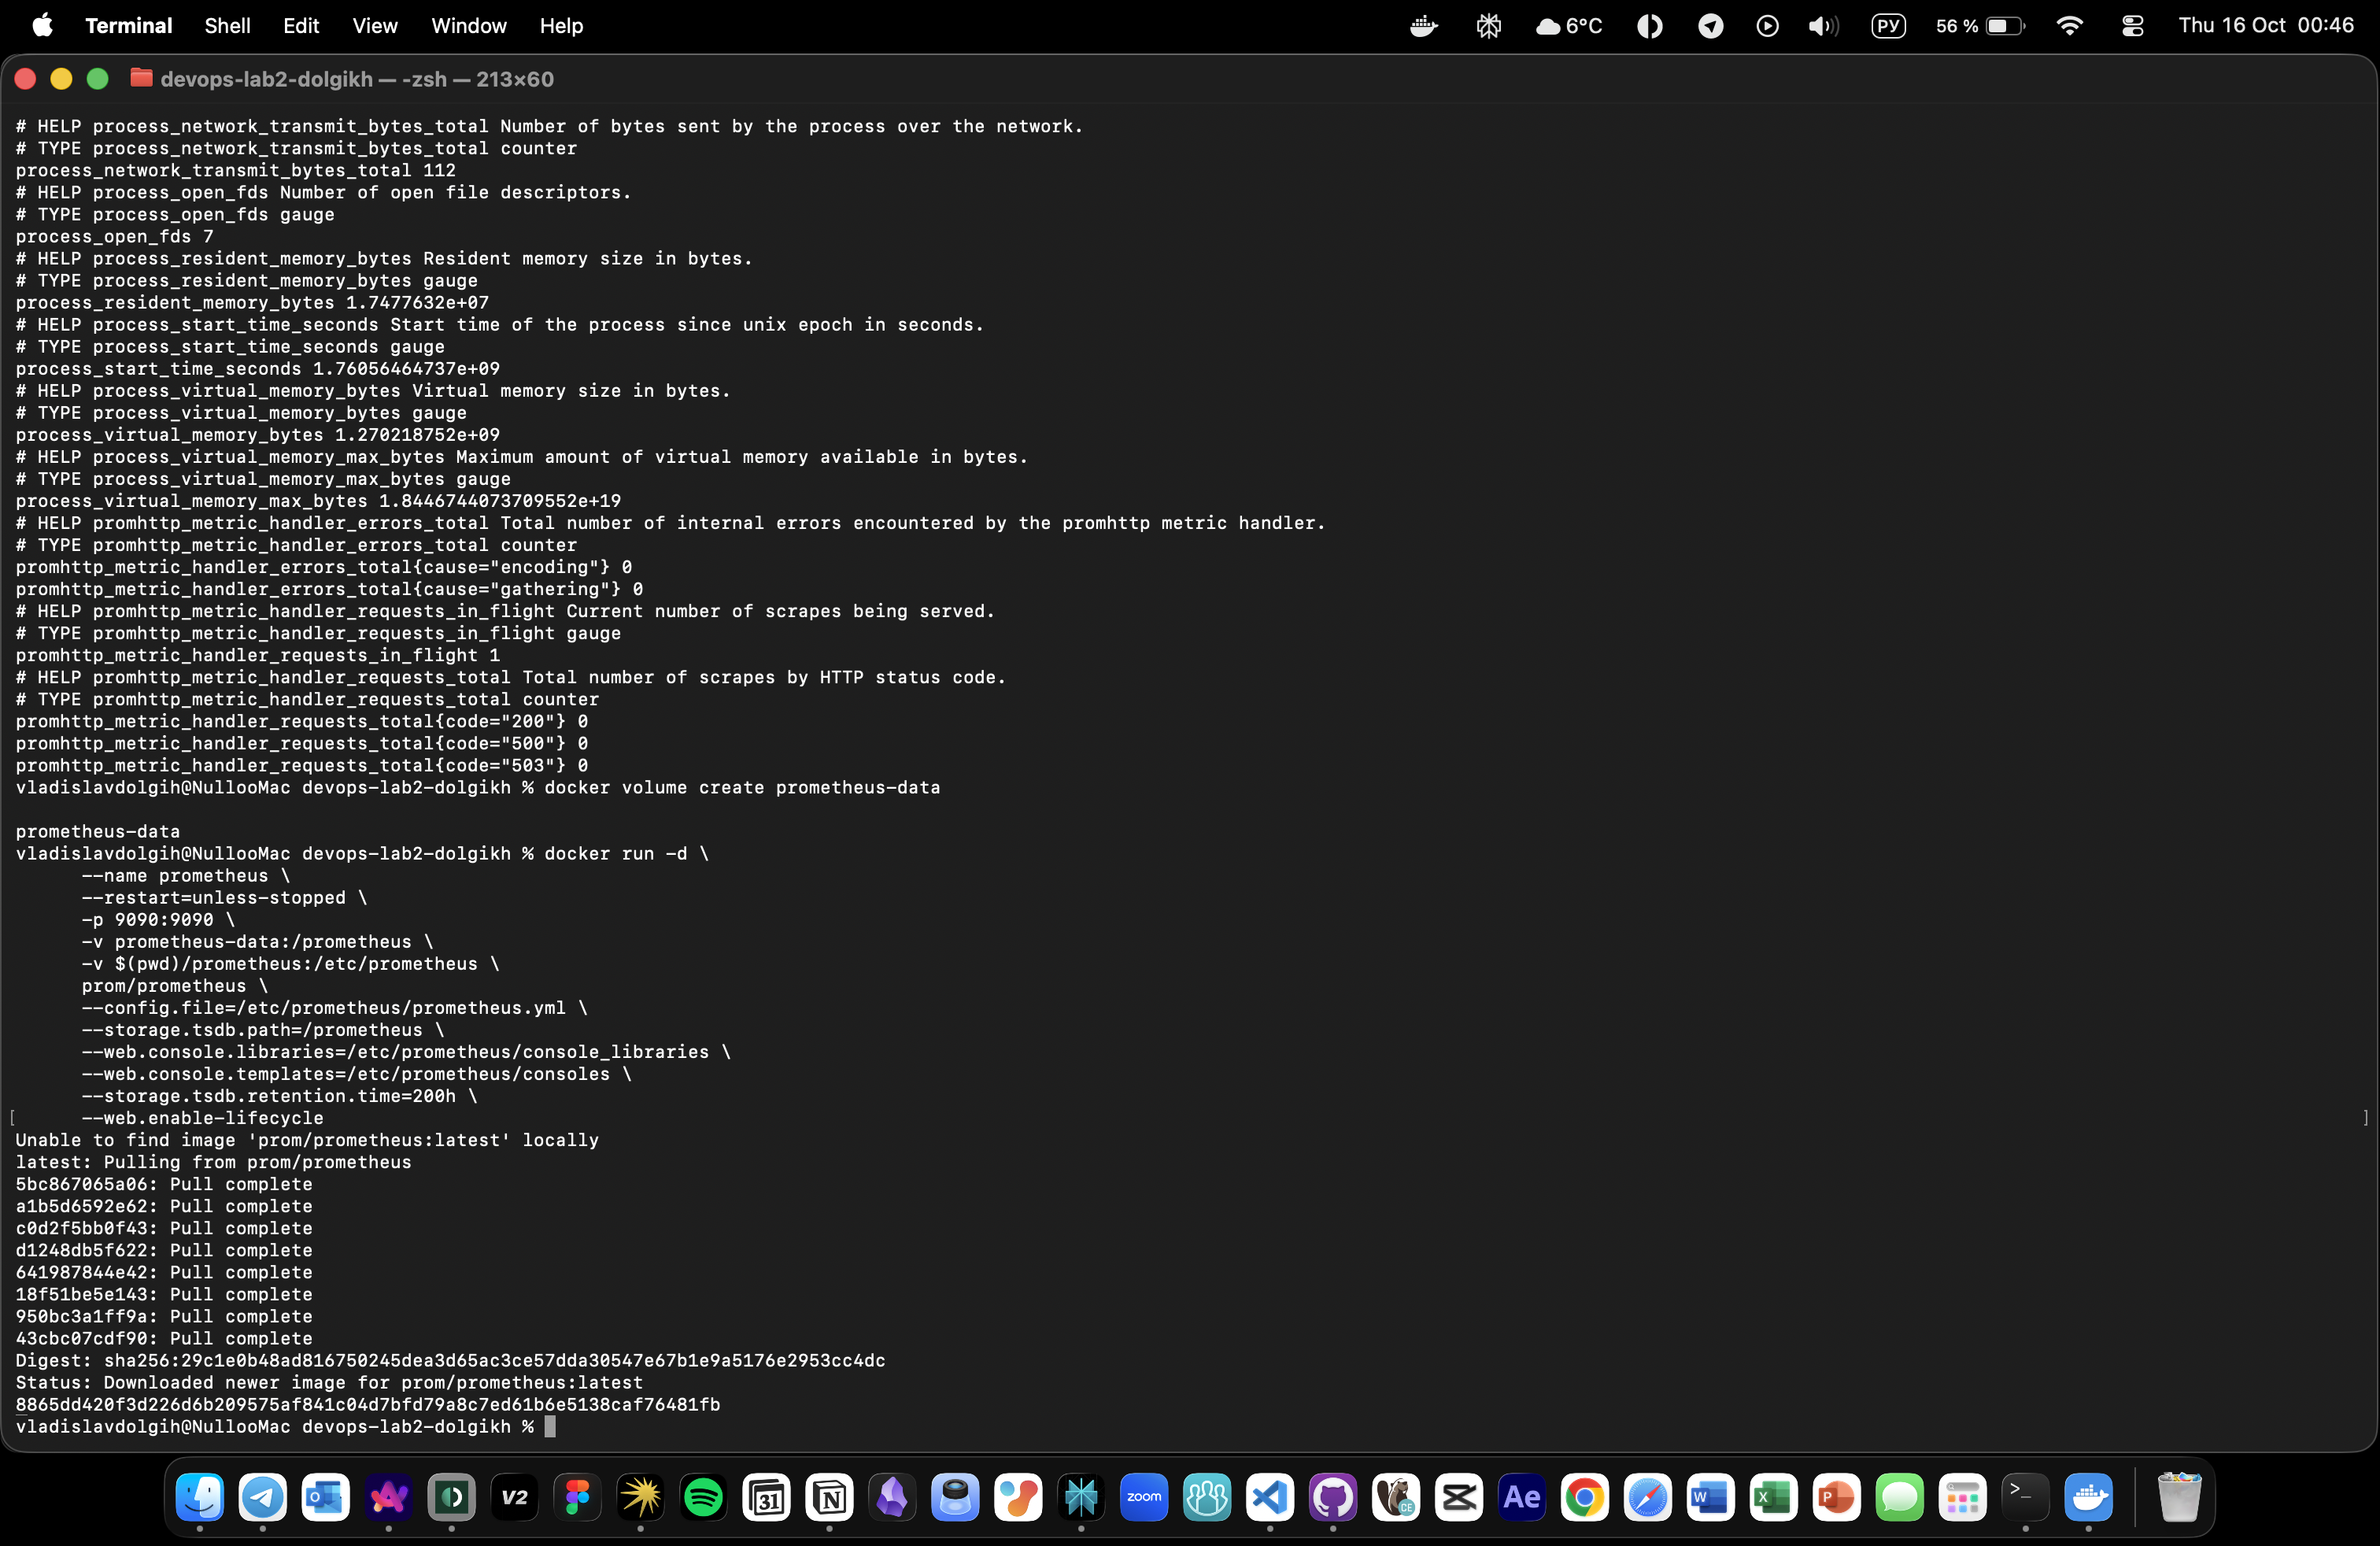 Terminal Shell Edit View Window Help 6°C РУ 56 % Thu 16 Oct 00:46
devops-lab2-dolgikh — -zsh — 213×60
# HELP process_network_transmit_bytes_total Number of bytes sent by the process over the network.
# TYPE process_network_transmit_bytes_total counter
process_network_transmit_bytes_total 112
# HELP process_open_fds Number of open file descriptors.
# TYPE process_open_fds gauge
process_open_fds 7
# HELP process_resident_memory_bytes Resident memory size in bytes.
# TYPE process_resident_memory_bytes gauge
process_resident_memory_bytes 1.7477632e+07
# HELP process_start_time_seconds Start time of the process since unix epoch in seconds.
# TYPE process_start_time_seconds gauge
process_start_time_seconds 1.76056464737e+09
# HELP process_virtual_memory_bytes Virtual memory size in bytes.
# TYPE process_virtual_memory_bytes gauge
process_virtual_memory_bytes 1.270218752e+09
# HELP process_virtual_memory_max_bytes Maximum amount of virtual memory available in bytes.
# TYPE process_virtual_memory_max_bytes gauge
process_virtual_memory_max_bytes 1.8446744073709552e+19
# HELP promhttp_metric_handler_errors_total Total number of internal errors encountered by the promhttp metric handler.
# TYPE promhttp_metric_handler_errors_total counter
promhttp_metric_handler_errors_total{cause="encoding"} 0
promhttp_metric_handler_errors_total{cause="gathering"} 0
# HELP promhttp_metric_handler_requests_in_flight Current number of scrapes being served.
# TYPE promhttp_metric_handler_requests_in_flight gauge
promhttp_metric_handler_requests_in_flight 1
# HELP promhttp_metric_handler_requests_total Total number of scrapes by HTTP status code.
# TYPE promhttp_metric_handler_requests_total counter
promhttp_metric_handler_requests_total{code="200"} 0
promhttp_metric_handler_requests_total{code="500"} 0
promhttp_metric_handler_requests_total{code="503"} 0
vladislavdolgih@NullooMac devops-lab2-dolgikh % docker volume create prometheus-data
prometheus-data
vladislavdolgih@NullooMac devops-lab2-dolgikh % docker run -d \
--name prometheus \
--restart=unless-stopped \
-p 9090:9090 \
-v prometheus-data:/prometheus \
-v $(pwd)/prometheus:/etc/prometheus \
prom/prometheus \
--config.file=/etc/prometheus/prometheus.yml \
--storage.tsdb.path=/prometheus \
--web.console.libraries=/etc/prometheus/console_libraries \
--web.console.templates=/etc/prometheus/consoles \
--storage.tsdb.retention.time=200h \
[ --web.enable-lifecycle ]
Unable to find image 'prom/prometheus:latest' locally
latest: Pulling from prom/prometheus
5bc867065a06: Pull complete
a1b5d6592e62: Pull complete
c0d2f5bb0f43: Pull complete
d1248db5f622: Pull complete
641987844e42: Pull complete
18f51be5e143: Pull complete
950bc3a1ff9a: Pull complete
43cbc07cdf90: Pull complete
Digest: sha256:29c1e0b48ad816750245dea3d65ac3ce57dda30547e67b1e9a5176e2953cc4dc
Status: Downloaded newer image for prom/prometheus:latest
8865dd420f3d226d6b209575af841c04d7bfd79a8c7ed61b6e5138caf76481fb
vladislavdolgih@NullooMac devops-lab2-dolgikh %
O V2 31 N zoom CE Ae W X P >_